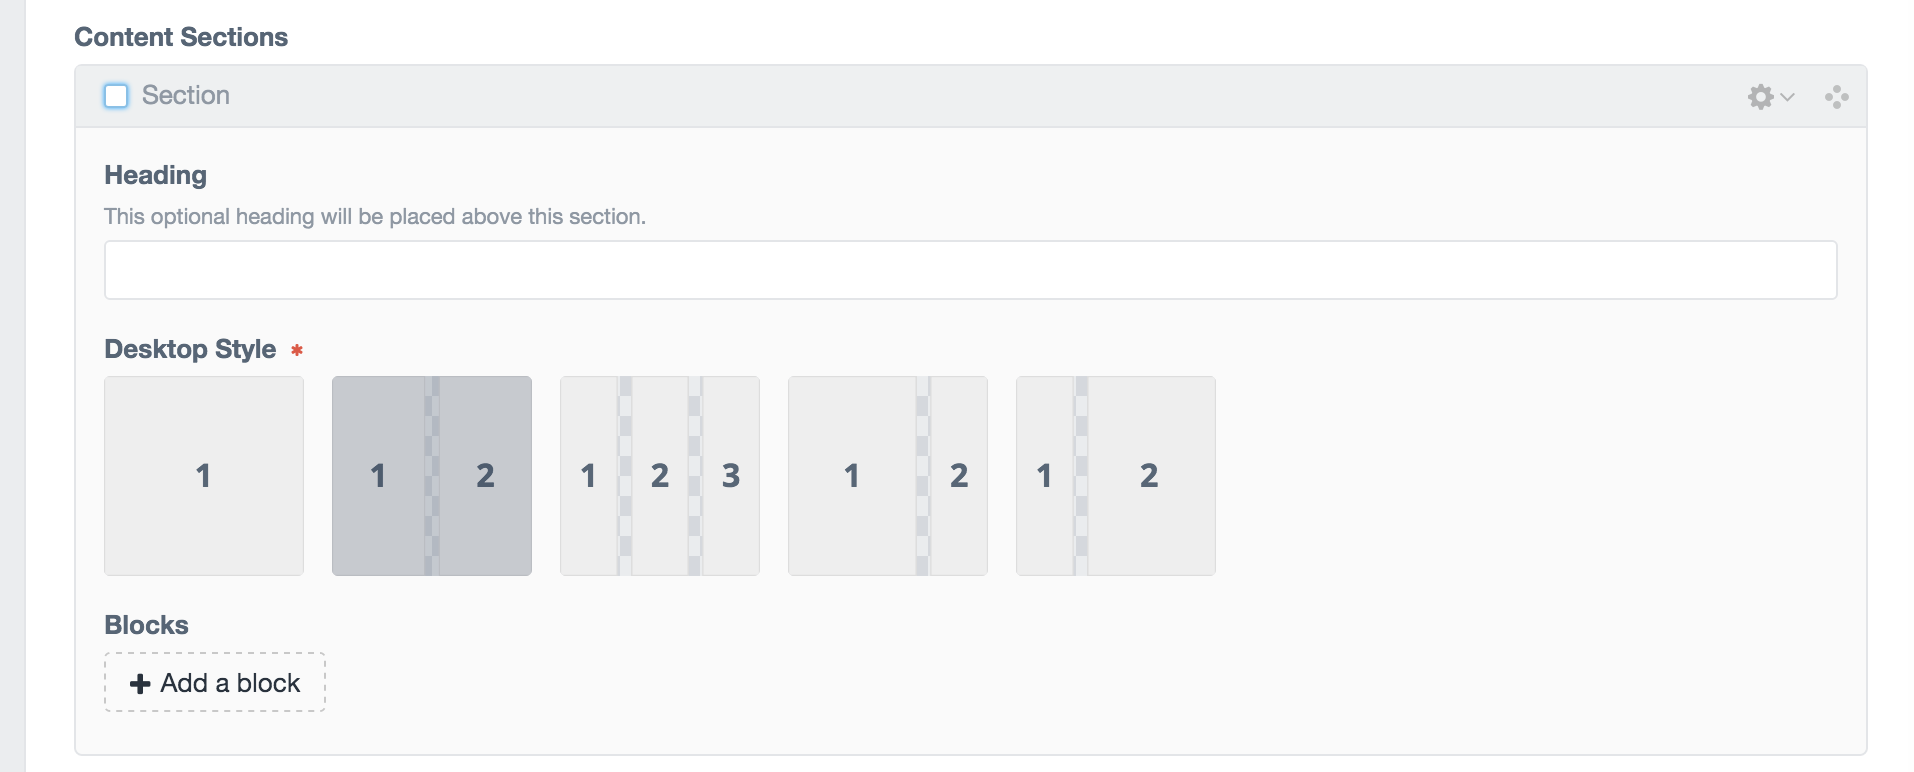 Content Sections
Section
Heading
This optional heading will be placed above this section.
Desktop Style *
1
1 2
1 2 3
1 2
1 2
Blocks
+ Add a block